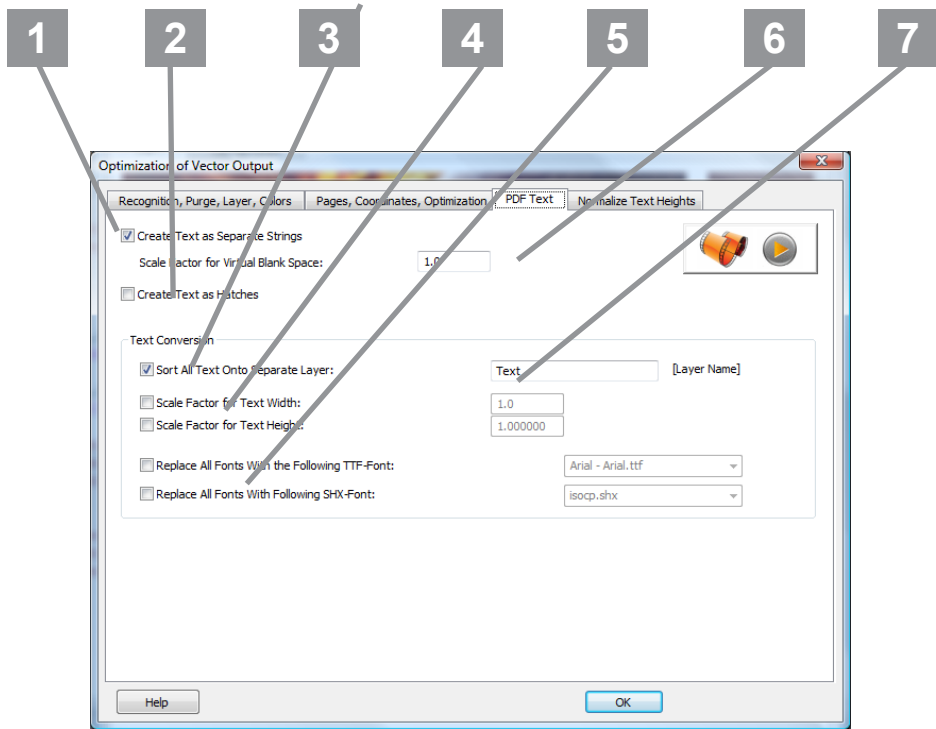 1 2 3 4 5 6 7
Optimization of Vector Output
Recognition, Purge, Layer, Colors Pages, Coordinates, Optimization PDF Text Normalize Text Heights
Create Text as Separate Strings
Scale Factor for Virtual Blank Space: 1.0
Create Text as Hatches
Text Conversion
Sort All Text Onto Separate Layer: Text [Layer Name]
Scale Factor for Text Width: 1.0
Scale Factor for Text Height: 1.000000
Replace All Fonts With the Following TTF-Font: Arial - Arial.ttf
Replace All Fonts With Following SHX-Font: isocp.shx
Help OK